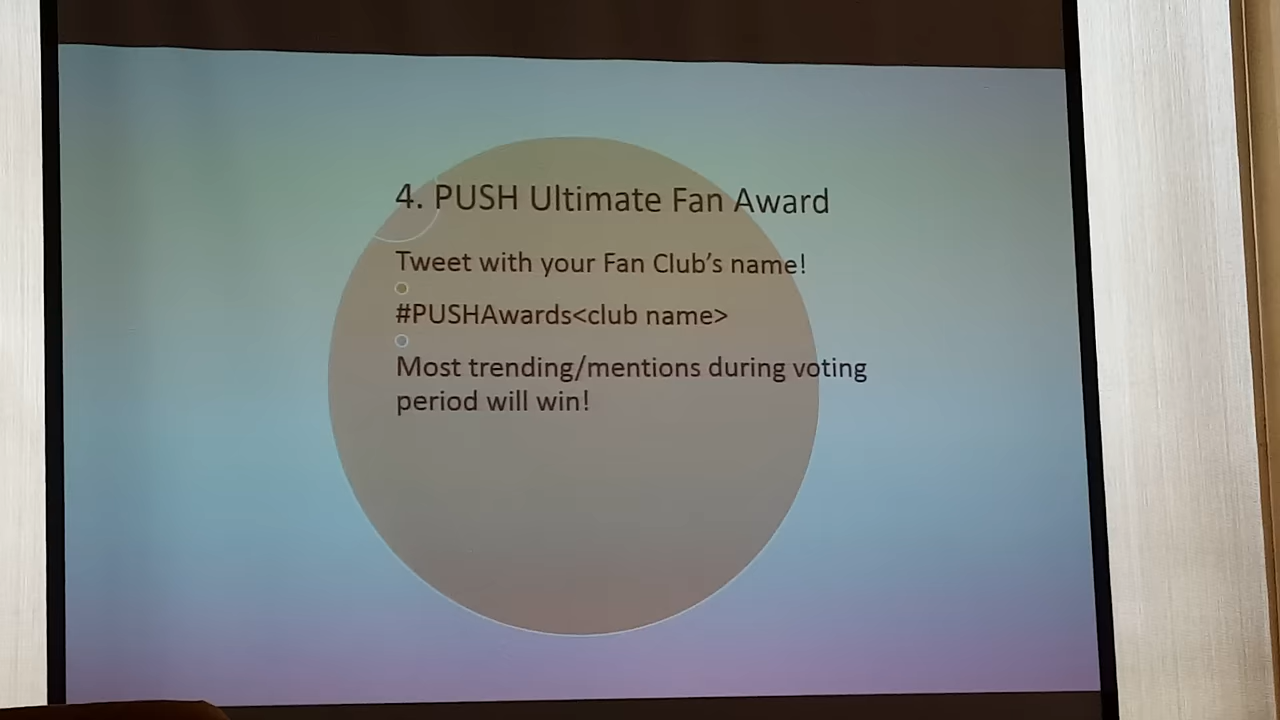 4. PUSH Ultimate Fan Award
Tweet with your Fan Club's name!
#PUSHAwards<club name>
Most trending/mentions during voting
period will win!